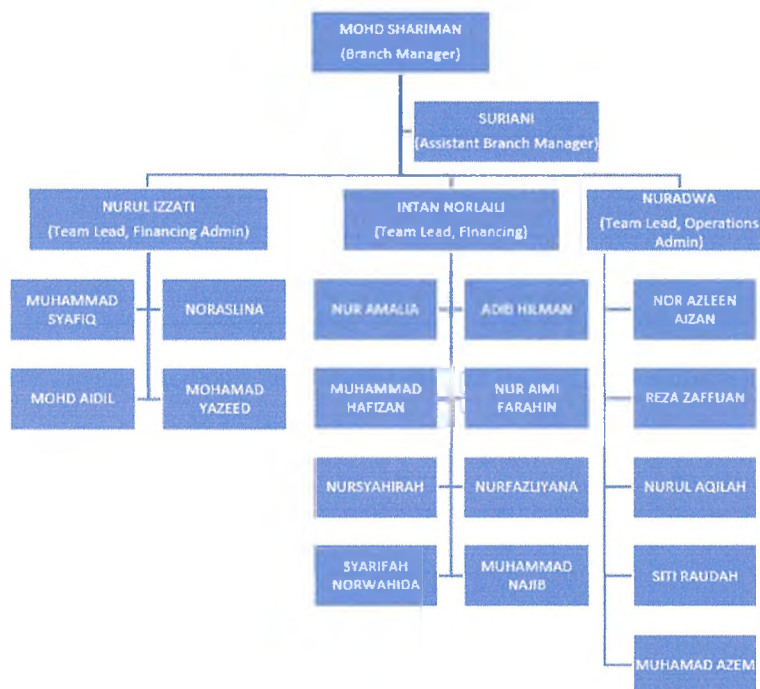 MOHD SHARIMAN
(Branch Manager)
SURIANI
(Assistant Branch Manager)
NURUL IZZATI
(Team Lead, Financing Admin)
INTAN NORLAILI
(Team Lead, Financing)
NURADWA
(Team Lead, Operations
Admin)
MUHAMMAD
SYAFIQ
NORASLINA
MOHD AIDIL
MOHAMAD
YAZEED
NUR AMALIA
ADIB HILMAN
MUHAMMAD
HAFIZAN
NUR AIMI
FARAHIN
NURSYAHIRAH
NURFAZLIYANA
SYARIFAH
NORWAHIDA
MUHAMMAD
NAJIB
NOR AZLEEN
AIZAN
REZA ZAFFUAN
NURUL AQILAH
SITI RAUDAH
MUHAMAD AZEM